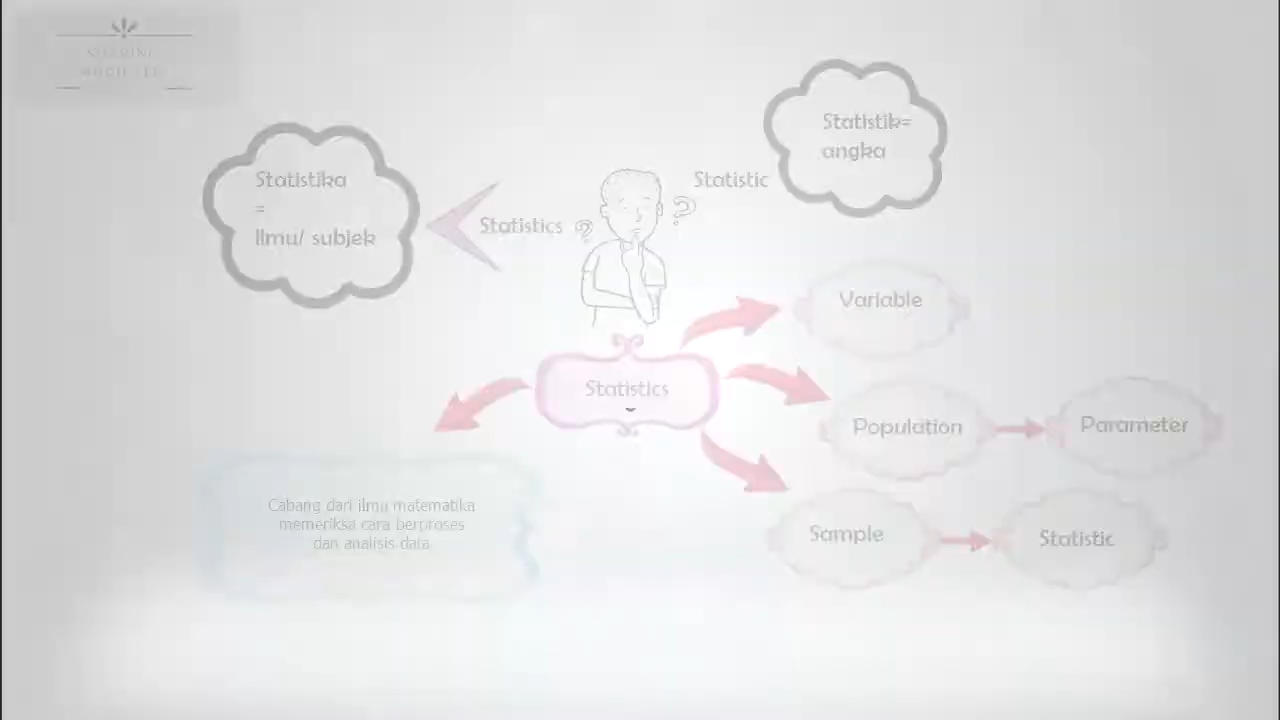 Statistik=
angka
Statistika
=
Ilmu/ subjek
Statistic
Statistics
Variable
Statistics
Population
Parameter
Cabang dari ilmu matematika
memeriksa cara berproses
dan analisis data
Sample
Statistic